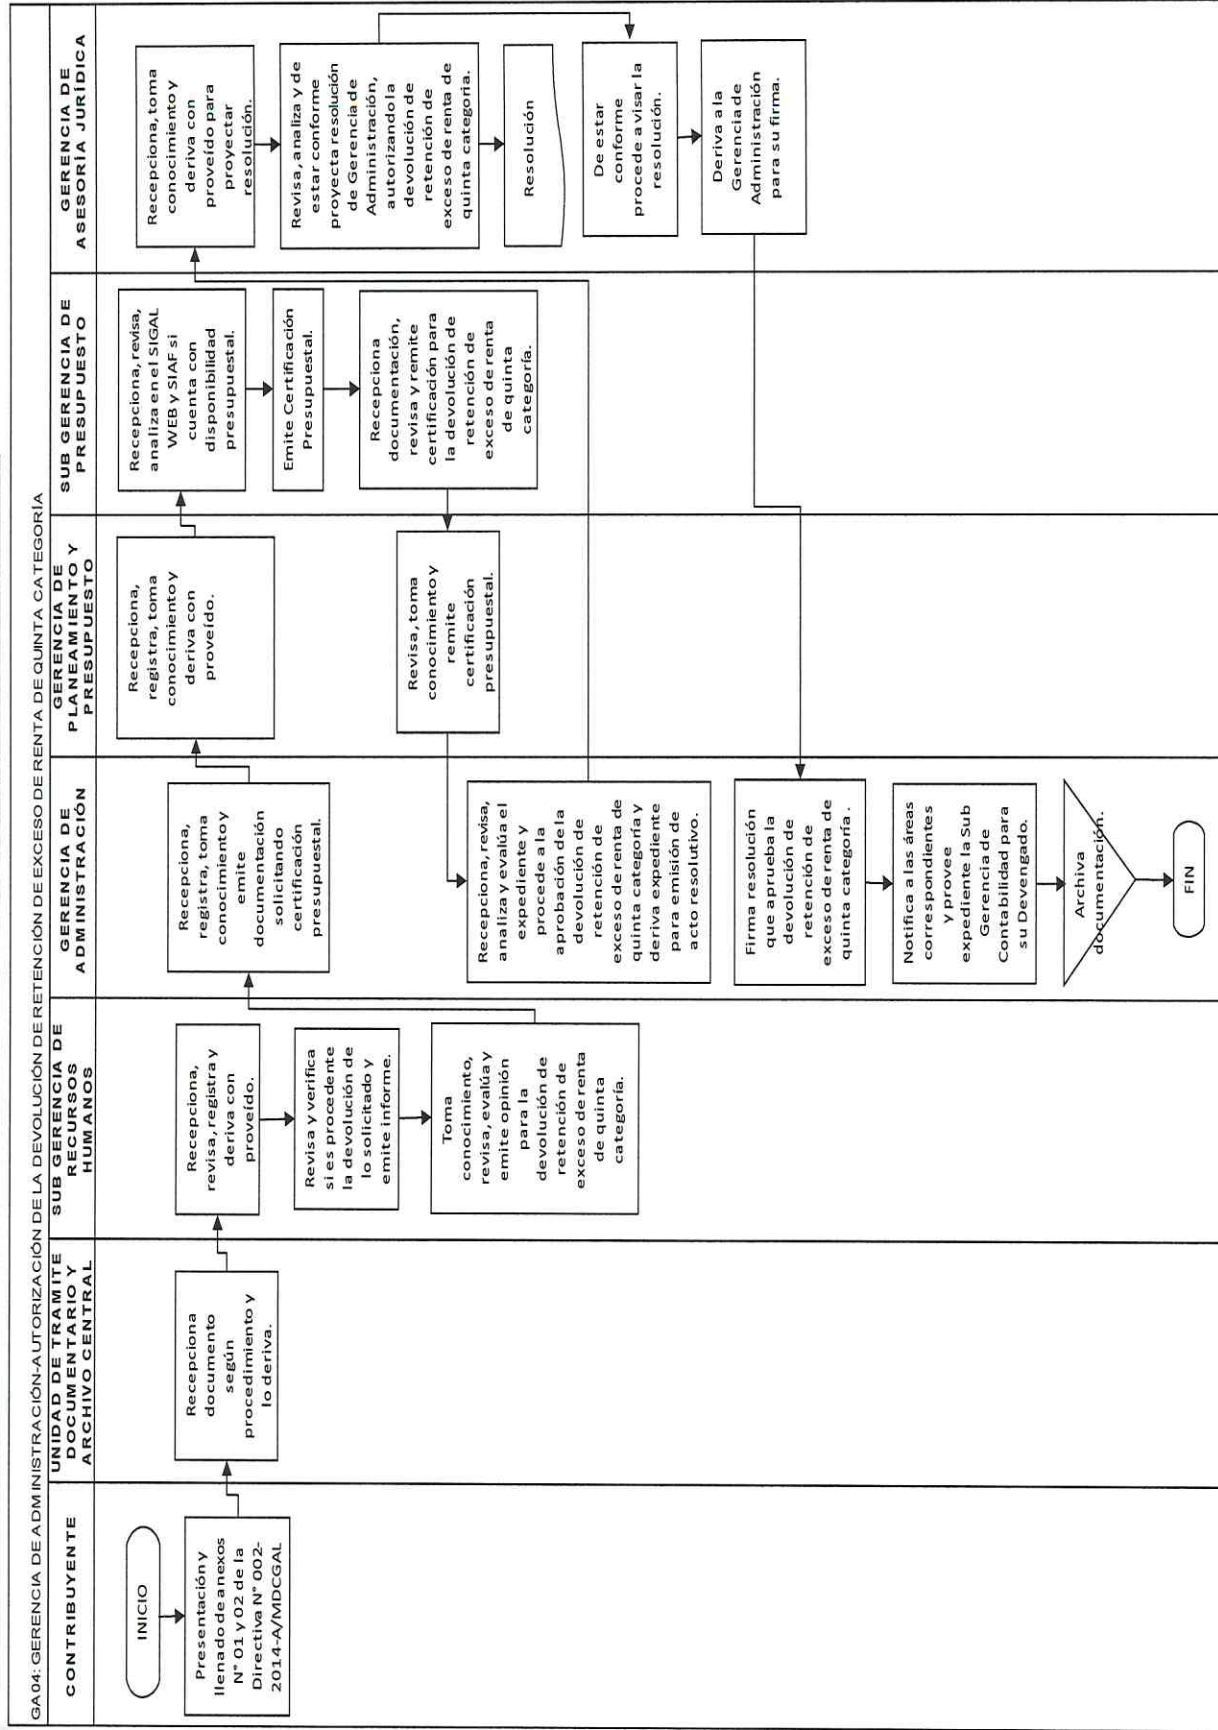 GA04: GERENCIA DE ADMINISTRACIÓN-AUTORIZACIÓN DE LA DEVOLUCIÓN DE RETENCIÓN DE EXCESO DE RENTA DE QUINTA CATEGORÍA
CONTRIBUYENTE
UNIDAD DE TRAMITE
DOCUMENTARIO Y
ARCHIVO CENTRAL
SUB GERENCIA DE
RECURSOS
HUMANOS
GERENCIA DE
ADMINISTRACIÓN
GERENCIA DE
PLANEAMIENTO Y
PRESUPUESTO
SUB GERENCIA DE
PRESUPUESTO
GERENCIA DE
ASESORÍA JURÍDICA
INICIO
Presentación y
llenado de anexos
N° 01 y 02 de la
Directiva N° 002-
2014-A/MDCGAL
Recepciona
documento
según
procedimiento y
lo deriva.
Recepciona,
revisa, registra y
deriva con
proveído.
Revisa y verifica
si es procedente
la devolución de
lo solicitado y
emite informe.
Toma
conocimiento,
revisa, evalúa y
emite opinión
para la
devolución de
retención de
exceso de renta
de quinta
categoría.
Recepciona,
registra, toma
conocimiento y
emite
documentación
solicitando
certificación
presupuestal.
Recepciona, revisa,
analiza y evalúa el
expediente y
procede a la
aprobación de la
devolución de
retención de
exceso de renta de
quinta categoría y
deriva expediente
para emisión de
acto resolutivo.
Firma resolución
que aprueba la
devolución de
retención de
exceso de renta de
quinta categoría .
Notifica a las áreas
correspondientes
y provee
expediente la Sub
Gerencia de
Contabilidad para
su Devengado.
Archiva
documentación.
FIN
Recepciona,
registra, toma
conocimiento y
deriva con
proveído.
Revisa, toma
conocimiento y
remite
certificación
presupuestal.
Recepciona, revisa,
analiza en el SIGAL
WEB y SIAF si
cuenta con
disponibilidad
presupuestal.
Emite Certificación
Presupuestal.
Recepciona
documentación,
revisa y remite
certificación para
la devolución de
retención de
exceso de renta
de quinta
categoría.
Recepciona, toma
conocimiento y
deriva con
proveído para
proyectar
resolución.
Revisa, analiza y de
estar conforme
proyecta resolución
de Gerencia de
Administración,
autorizando la
devolución de
retención de
exceso de renta de
quinta categoria.
Resolución
De estar
conforme
procede a visar la
resolución.
Deriva a la
Gerencia de
Administración
para su firma.